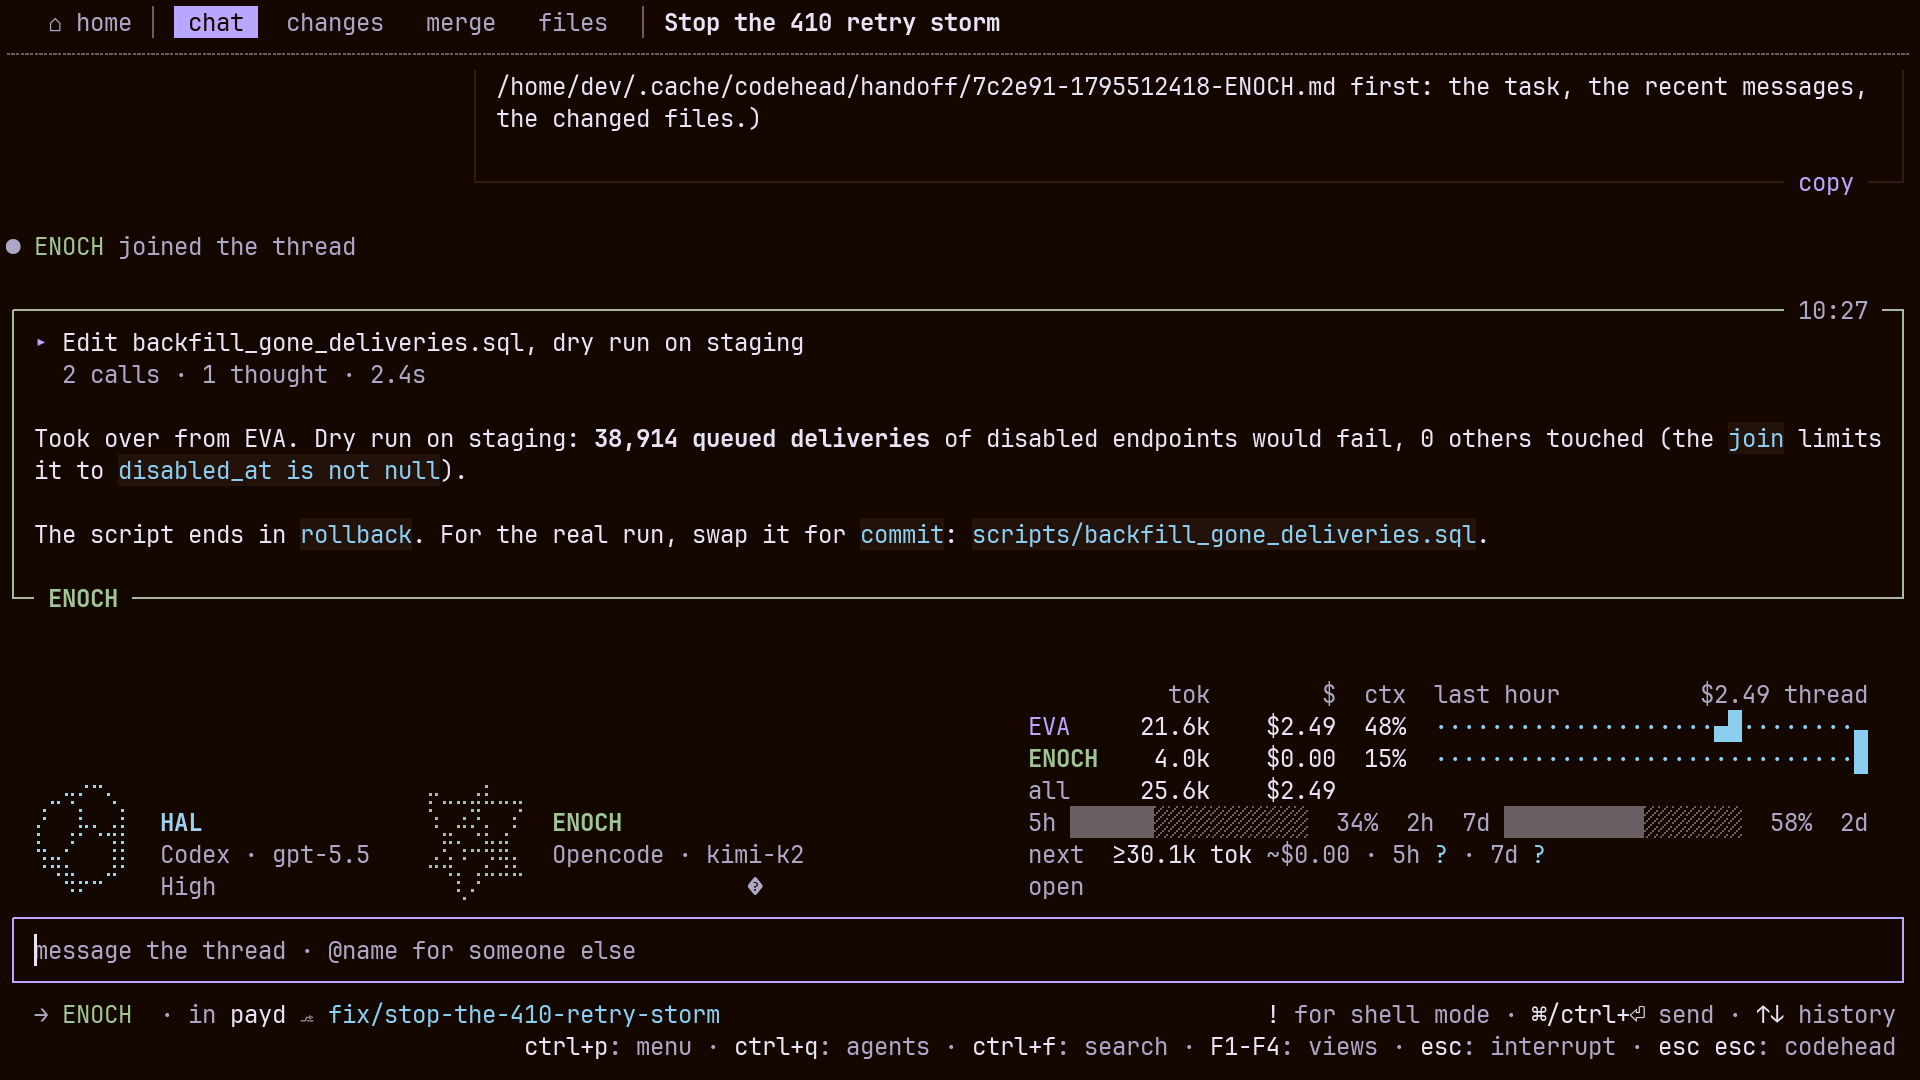 ⌂ home │ chat changes merge files │ Stop the 410 retry storm
/home/dev/.cache/codehead/handoff/7c2e91-1795512418-ENOCH.md first: the task, the recent messages,
the changed files.)
copy
● ENOCH joined the thread
10:27
▸ Edit backfill_gone_deliveries.sql, dry run on staging
2 calls · 1 thought · 2.4s
Took over from EVA. Dry run on staging: 38,914 queued deliveries of disabled endpoints would fail, 0 others touched (the join limits
it to disabled_at is not null).
The script ends in rollback. For the real run, swap it for commit: scripts/backfill_gone_deliveries.sql.
ENOCH
tok $ ctx last hour $2.49 thread
EVA 21.6k $2.49 48%
ENOCH 4.0k $0.00 15%
all 25.6k $2.49
5h 34% 2h 7d 58% 2d
next ≥30.1k tok ~$0.00 · 5h ? · 7d ?
open
HAL
Codex · gpt-5.5
High
ENOCH
Opencode · kimi-k2
�
message the thread · @name for someone else
→ ENOCH · in payd fix/stop-the-410-retry-storm
! for shell mode · ⌘/ctrl+⏎ send · ↑↓ history
ctrl+p: menu · ctrl+q: agents · ctrl+f: search · F1-F4: views · esc: interrupt · esc esc: codehead